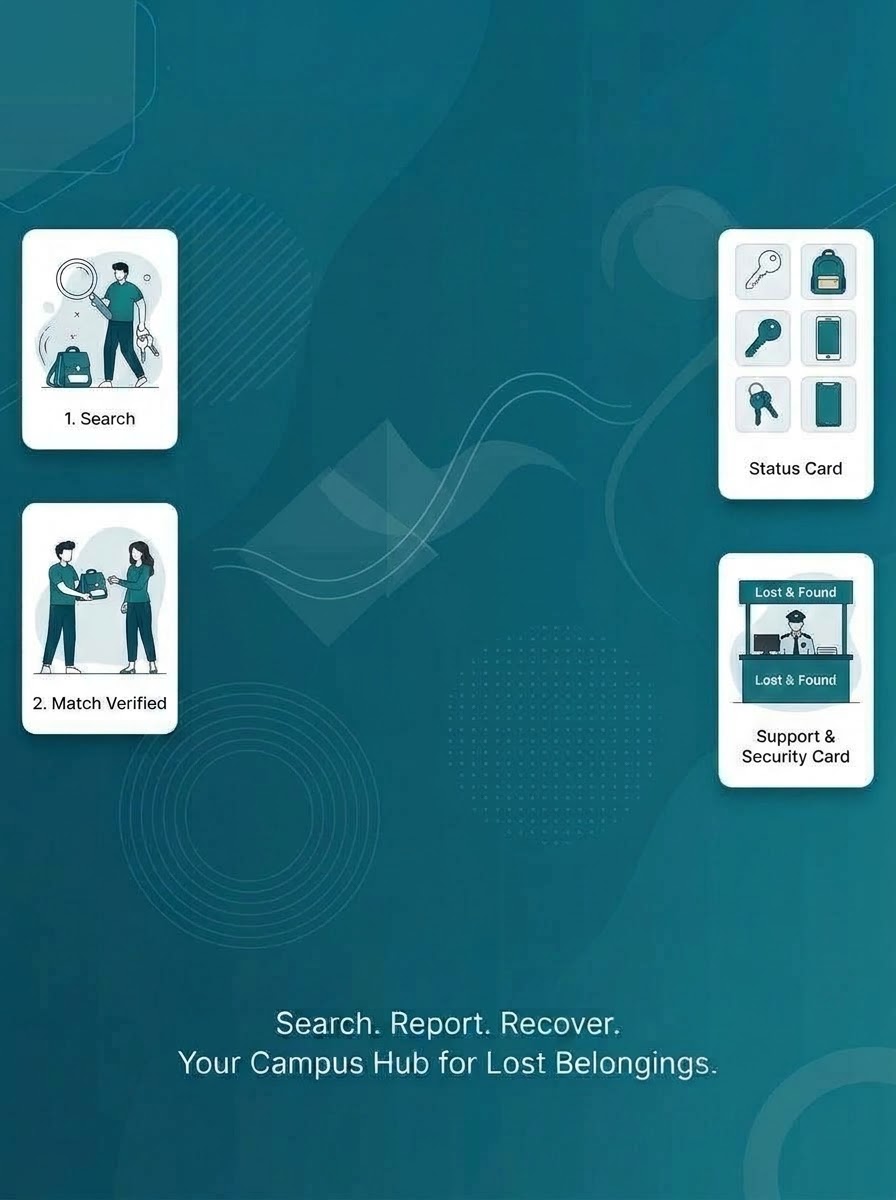 1. Search
2. Match Verified
Status Card
Lost & Found
Lost & Found
Support &
Security Card
Search. Report. Recover.
Your Campus Hub for Lost Belongings.